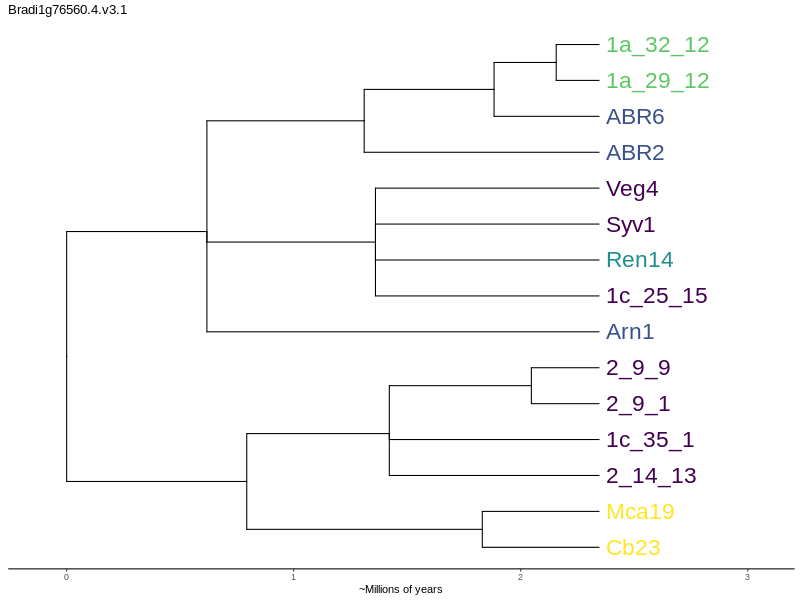 Bradi1g76560.4.v3.1
1a_32_12
1a_29_12
ABR6
ABR2
Veg4
Syv1
Ren14
1c_25_15
Arn1
2_9_9
2_9_1
1c_35_1
2_14_13
Mca19
Cb23
0 1 2 3
~Millions of years